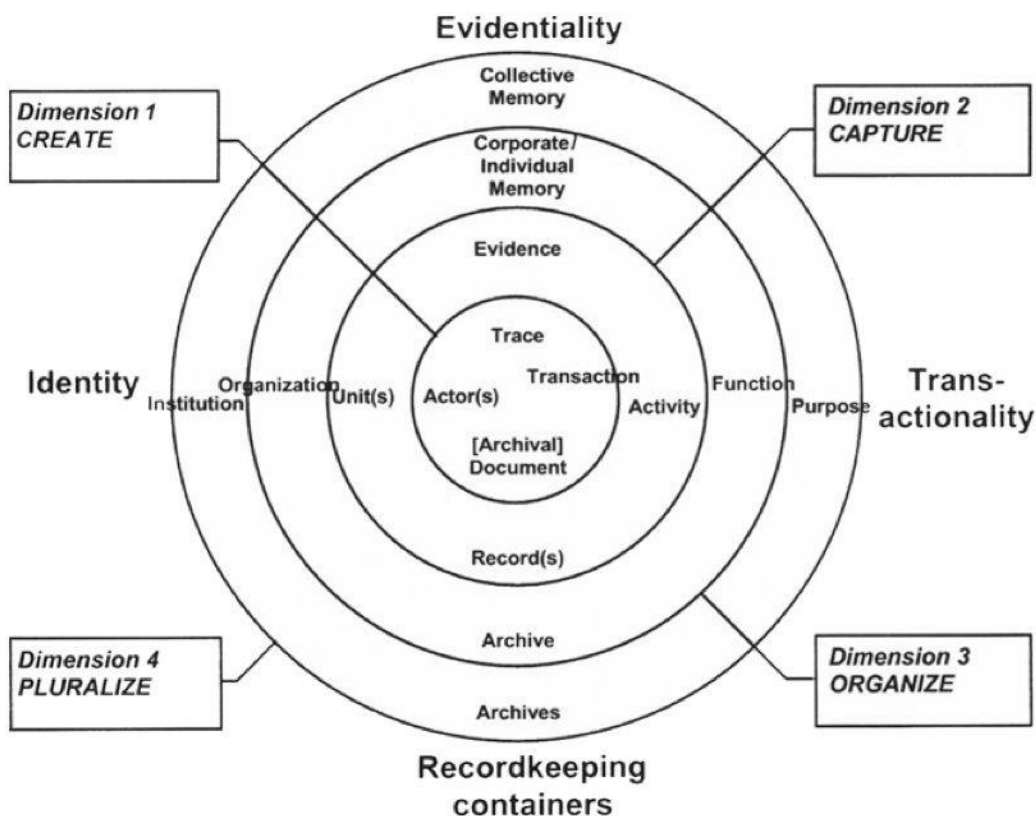 Evidentiality
Collective
Memory
Dimension 1
CREATE
Dimension 2
CAPTURE
Corporate/
Individual
Memory
Evidence
Trace
Identity
Transaction
Trans-
actionality
Institution
Organization
Unit(s)
Actor(s)
Activity
Function
Purpose
[Archival]
Document
Record(s)
Archive
Dimension 4
PLURALIZE
Dimension 3
ORGANIZE
Archives
Recordkeeping
containers